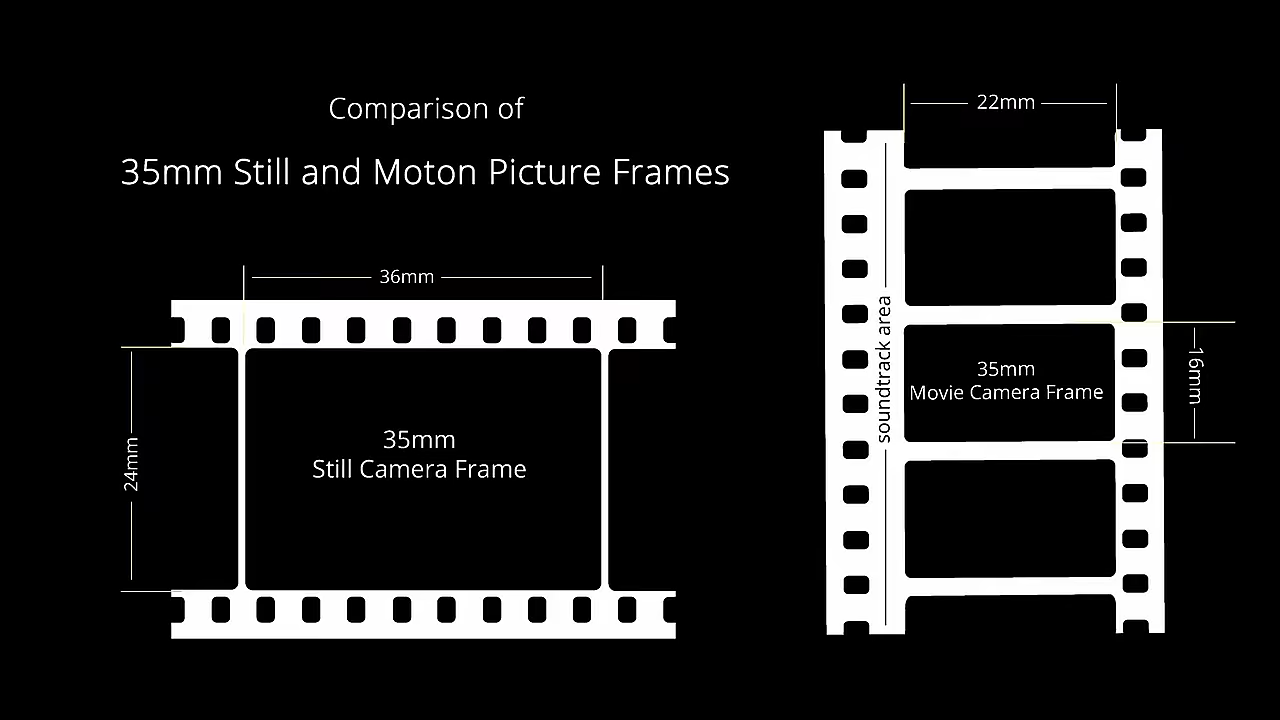 Comparison of
35mm Still and Moton Picture Frames
36mm
24mm
35mm
Still Camera Frame
22mm
soundtrack area
35mm
Movie Camera Frame
16mm